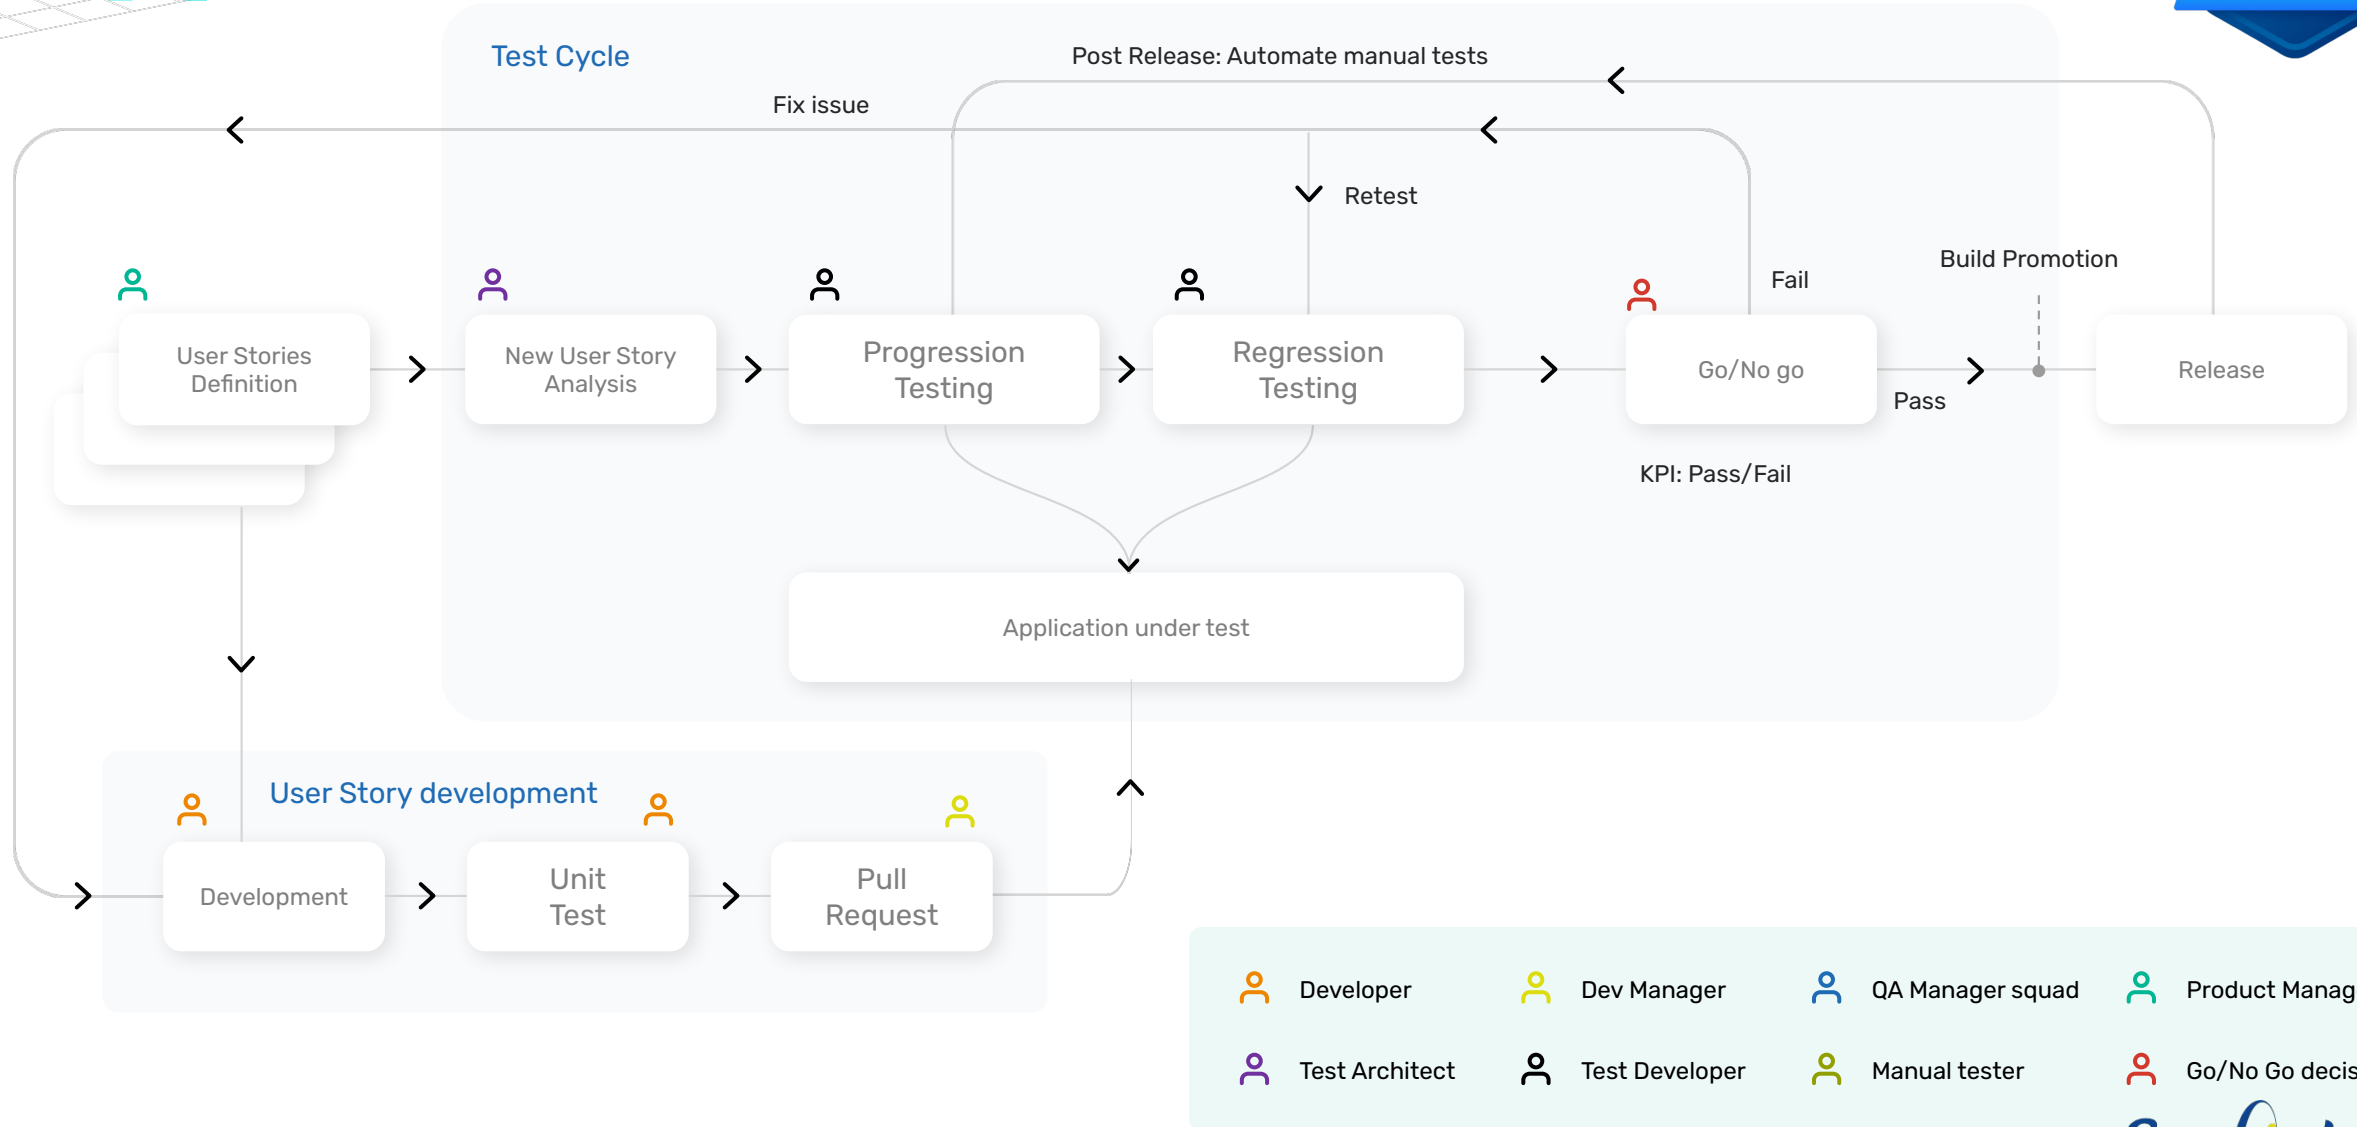 Test Cycle
Post Release: Automate manual tests
Fix issue
Retest
Build Promotion
Fail
User Stories
Definition
New User Story
Analysis
Progression
Testing
Regression
Testing
Go/No go
Release
Pass
KPI: Pass/Fail
Application under test
User Story development
Development
Unit
Test
Pull
Request
Developer
Dev Manager
QA Manager squad
Product Manag
Test Architect
Test Developer
Manual tester
Go/No Go decis